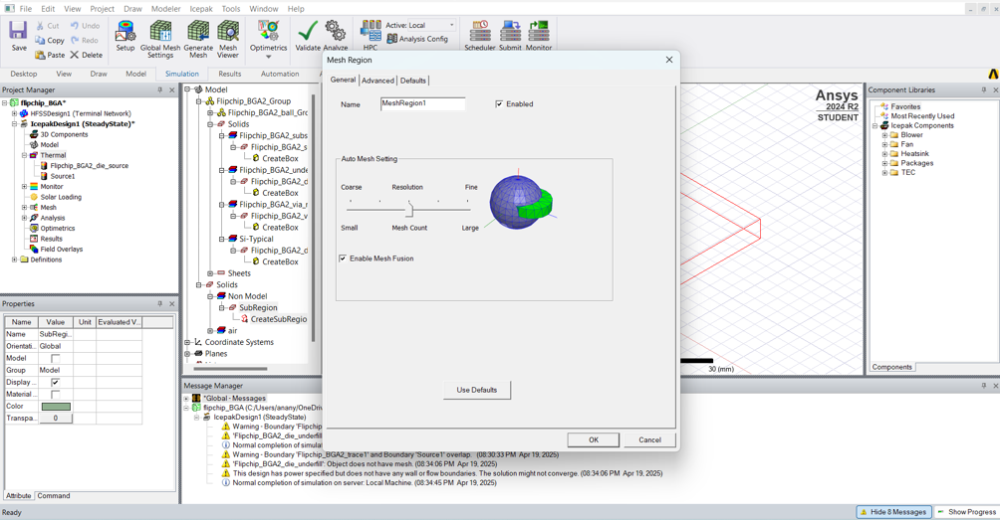 File Edit View Project Draw Modeler Icepak Tools Window Help
Save
Cut
Copy
Paste
Undo
Redo
Delete
Setup
Global Mesh Settings
Generate Mesh
Mesh Viewer
Optimetrics
Validate
Analyze
HPC
Active: Local
Analysis Config
Scheduler
Submit
Monitor
Desktop View Draw Model Simulation Results Automation
Project Manager
flipchip_BGA*
HFSSDesign1 (Terminal Network)
IcepakDesign1 (SteadyState)*
3D Components
Model
Thermal
Flipchip_BGA2_die_source
Source1
Monitor
Solar Loading
Mesh
Analysis
Optimetrics
Results
Field Overlays
Definitions
Properties
Name Value Unit Evaluated V...
Name SubRegi...
Orientati... Global
Model
Group Model
Display ...
Material ...
Color
Transpa... 0
Attribute Command
Model
Flipchip_BGA2_Group
Flipchip_BGA2_ball_Gro
Solids
Flipchip_BGA2_subs
Flipchip_BGA2_s
CreateBox
Flipchip_BGA2_unde
Flipchip_BGA2_d
CreateBox
Flipchip_BGA2_via_r
Flipchip_BGA2_v
CreateBox
Si-Typical
Flipchip_BGA2_d
CreateBox
Sheets
Solids
Non Model
SubRegion
CreateSubRegio
air
Coordinate Systems
Planes
Mesh Region
General Advanced Defaults
Name MeshRegion1 Enabled
Auto Mesh Setting
Coarse Resolution Fine
Small Mesh Count Large
Enable Mesh Fusion
Use Defaults
OK Cancel
Ansys
2024 R2
STUDENT
30 (mm)
Component Libraries
Favorites
Most Recently Used
Icepak Components
Blower
Fan
Heatsink
Packages
TEC
Components
Message Manager
*Global - Messages
flipchip_BGA (C:/Users/anany/OneDriv
IcepakDesign1 (SteadyState)
Warning - Boundary 'Flipchip
'Flipchip_BGA2_die_underfill
Normal completion of simulat
Warning - Boundary 'Flipchip_BGA2_trace1' and Boundary 'Source1' overlap. (08:30:33 PM Apr 19, 2025)
'Flipchip_BGA2_die_underfill': Object does not have mesh. (08:34:06 PM Apr 19, 2025)
This design has power specified but does not have any wall or flow boundaries. The solution might not converge. (08:34:06 PM Apr 19, 2025)
Normal completion of simulation on server: Local Machine. (08:34:45 PM Apr 19, 2025)
Ready
Hide 8 Messages
Show Progress